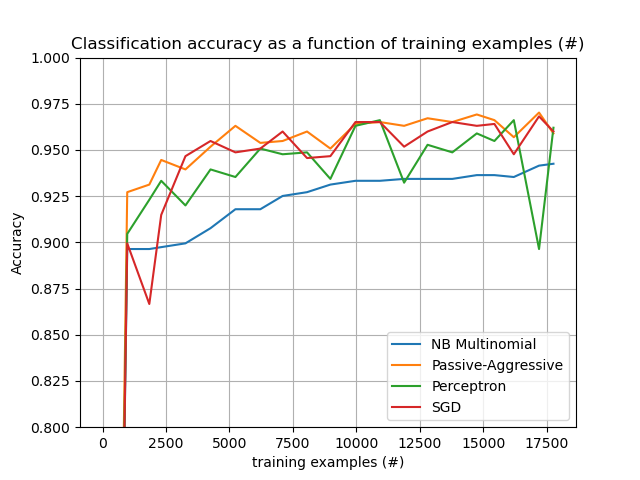 Classification accuracy as a function of training examples (#)
1.000
0.975
0.950
0.925
0.900
0.875
0.850
0.825
0.800
Accuracy
NB Multinomial
Passive-Aggressive
Perceptron
SGD
0 2500 5000 7500 10000 12500 15000 17500
training examples (#)